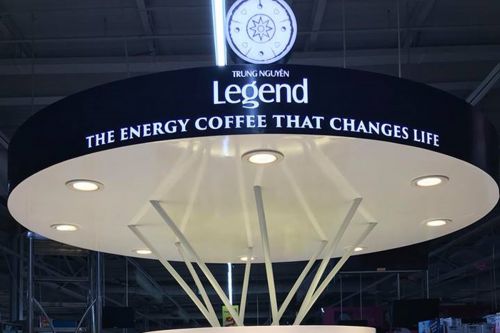 TRUNG NGUYÊN
Legend
THE ENERGY COFFEE THAT CHANGES LIFE